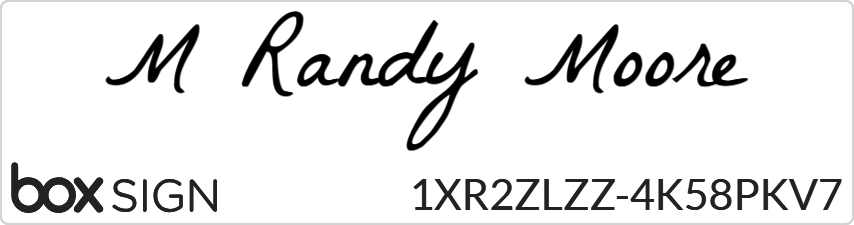 M Randy Moore
box SIGN 1XR2ZLZZ-4K58PKV7